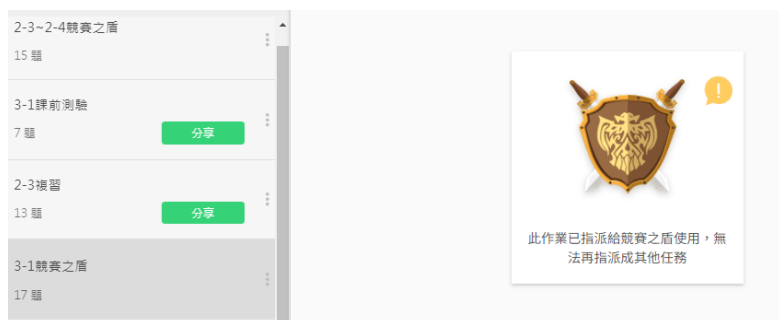 2-3~2-4競賽之盾
15 題
3-1課前測驗
7 題
分享
2-3複習
13 題
分享
3-1競賽之盾
17 題
!
此作業已指派給競賽之盾使用，無
法再指派成其他任務